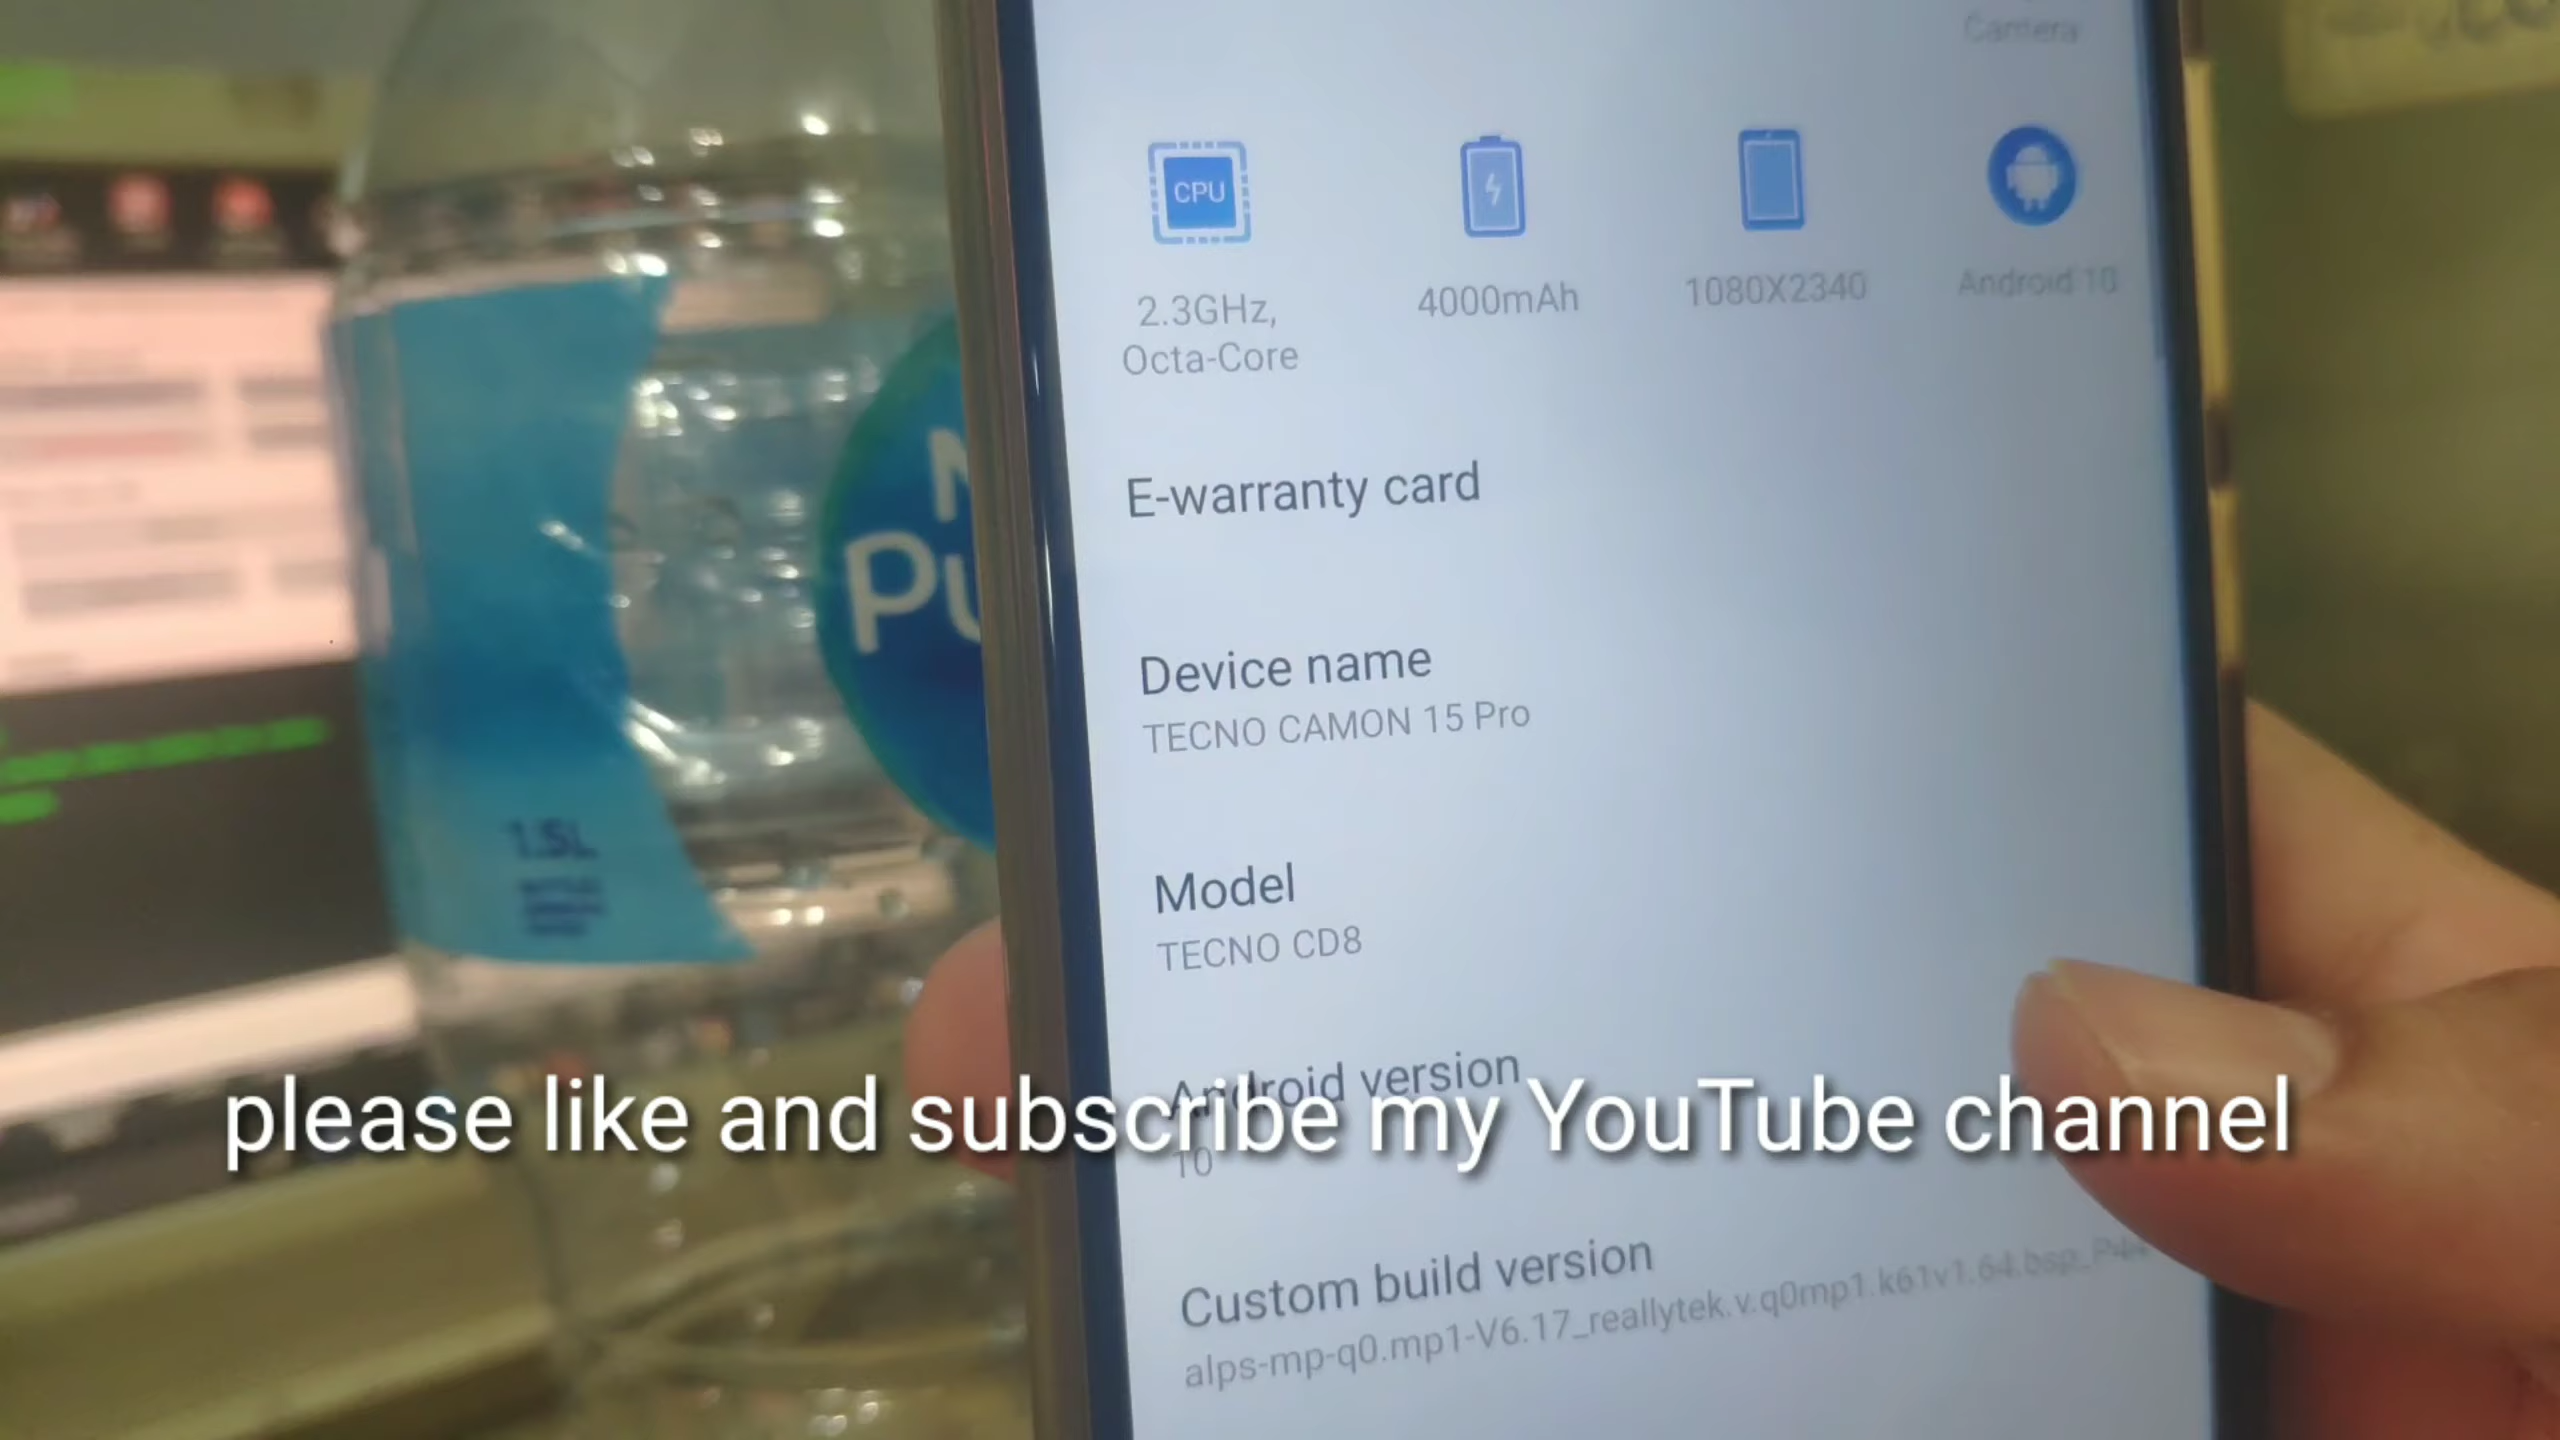 Camera
CPU
2.3GHz,
Octa-Core
4000mAh
1080X2340
Android 10
E-warranty card
Device name
TECNO CAMON 15 Pro
Model
TECNO CD8
Android version
10
Custom build version
alps-mp-q0.mp1-V6.17_reallytek.v.q0mp1.k61v1.64.bsp_P4
1.5L
please like and subscribe my YouTube channel